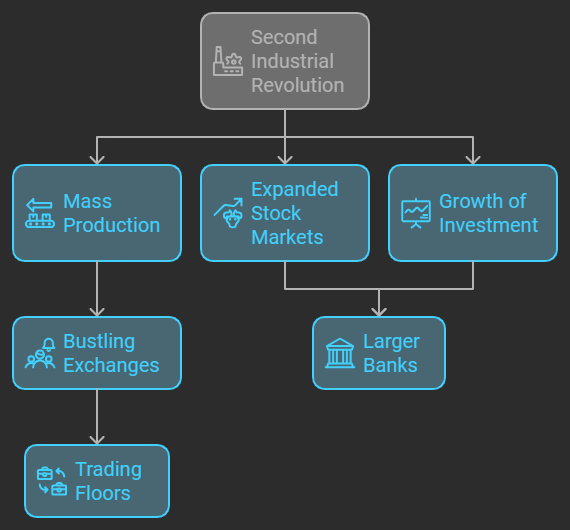 Second
Industrial
Revolution
Mass
Production
Expanded
Stock
Markets
Growth of
Investment
Bustling
Exchanges
Larger
Banks
Trading
Floors